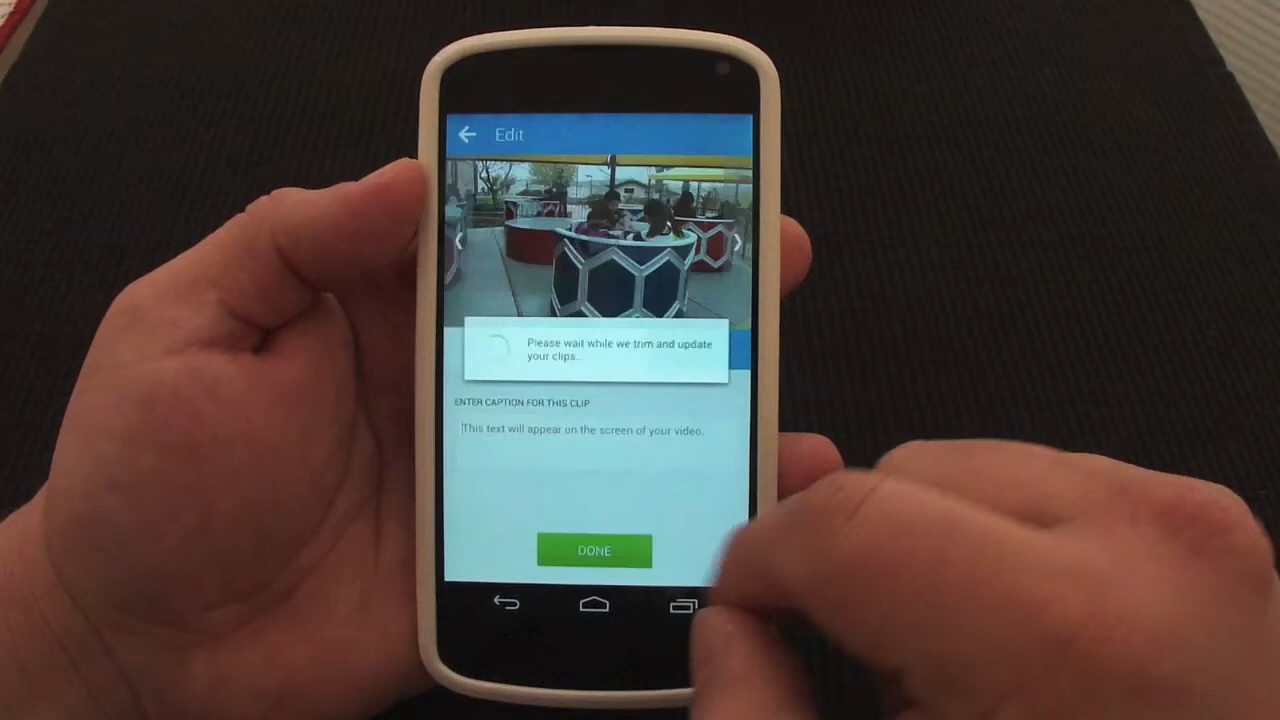 Edit
Please wait while we trim and update
your clips...
ENTER CAPTION FOR THIS CLIP
This text will appear on the screen of your video.
DONE